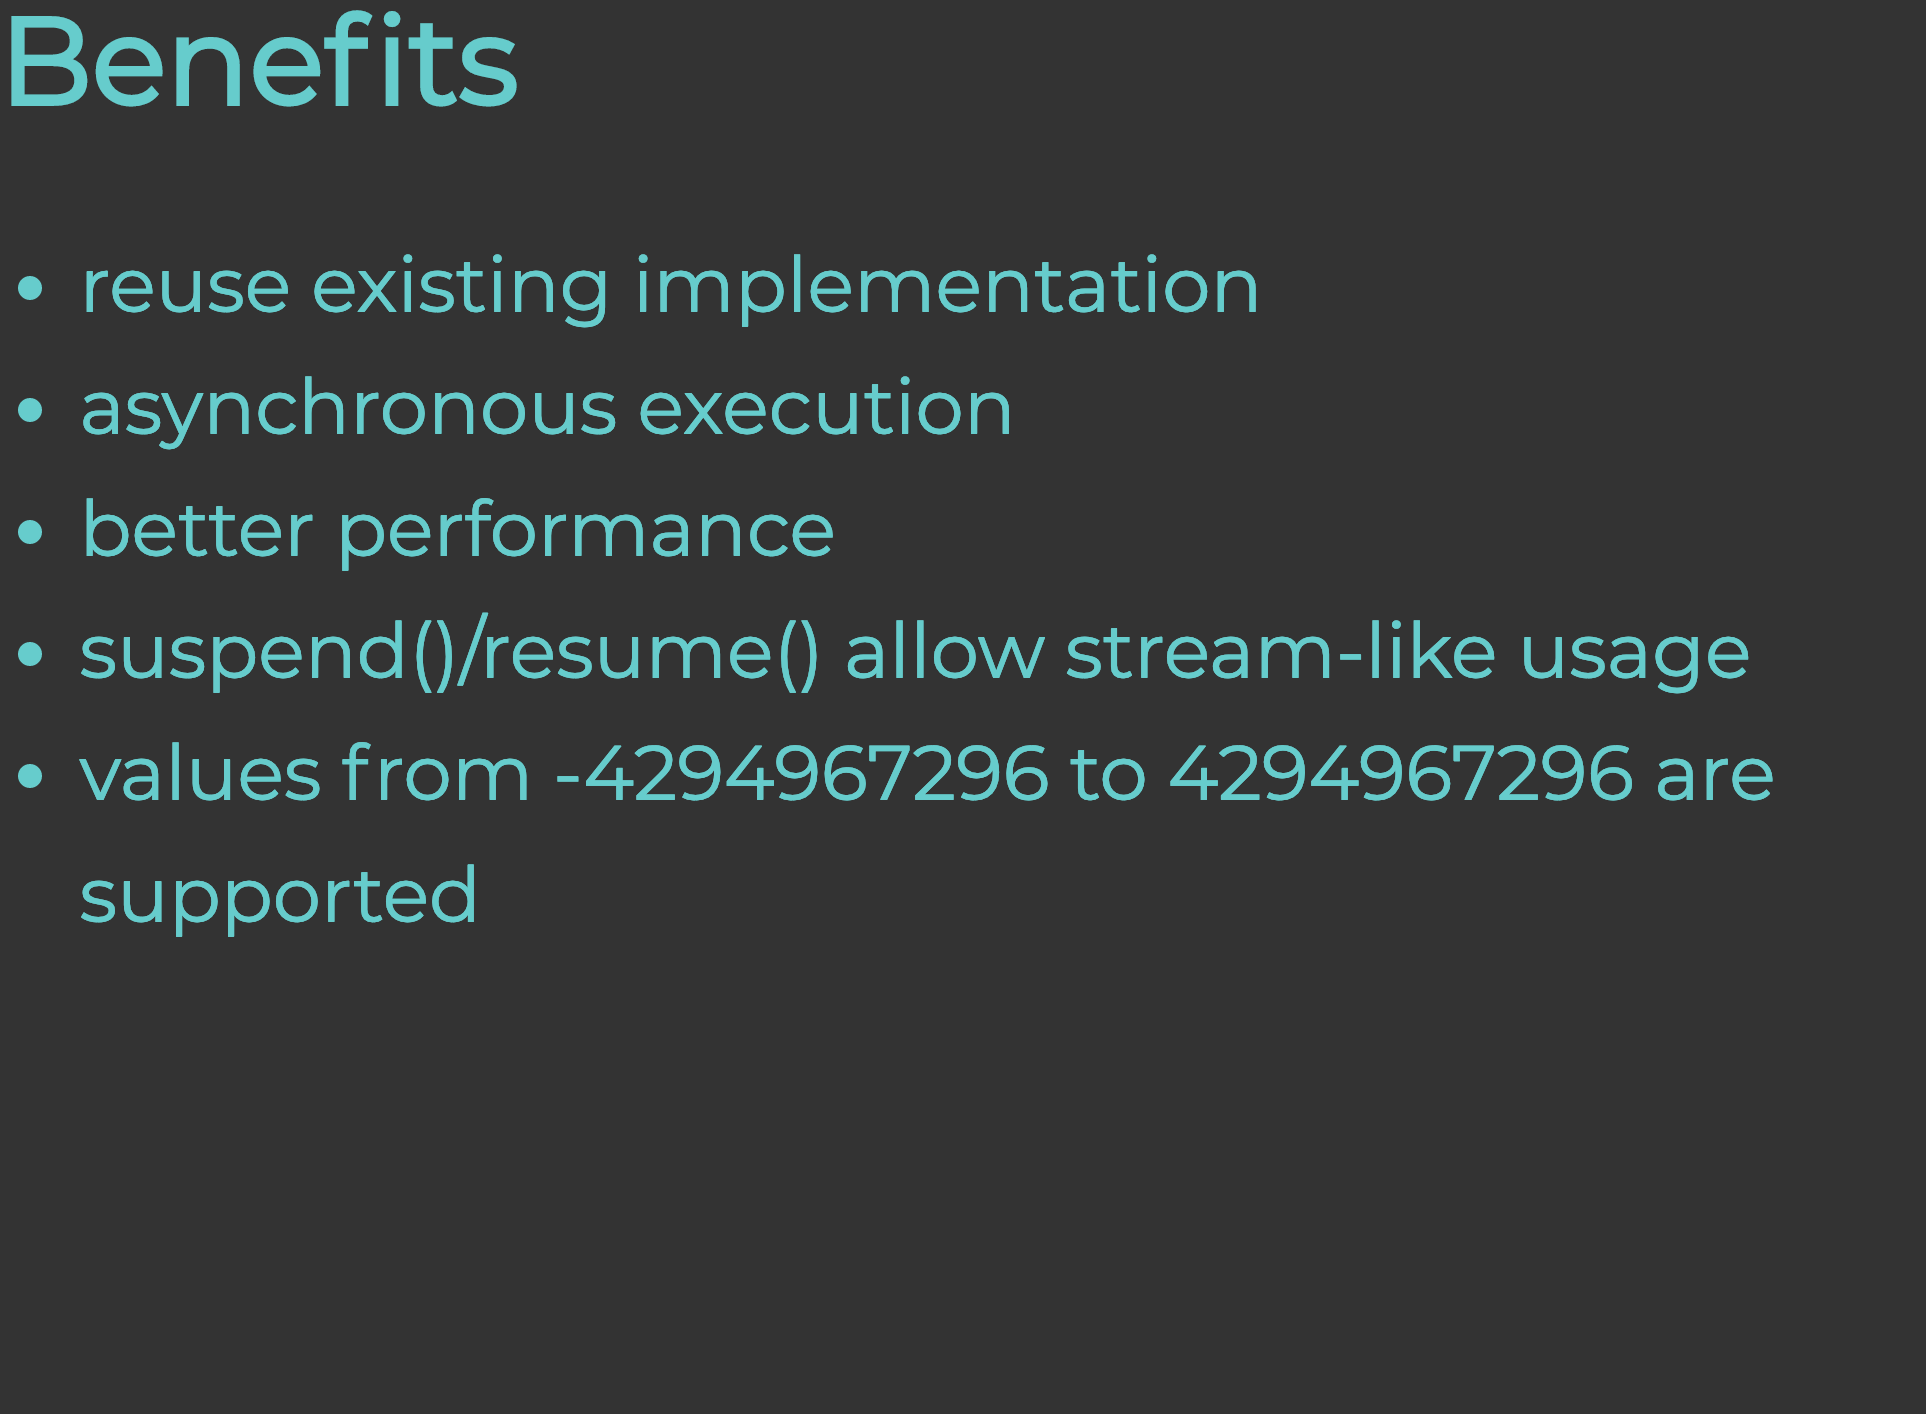 Benefits
• reuse existing implementation
• asynchronous execution
• better performance
• suspend()/resume() allow stream-like usage
• values from -4294967296 to 4294967296 are
supported